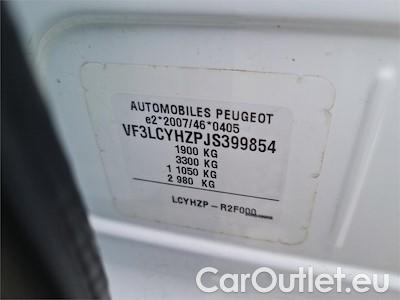 AUTOMOBILES PEUGEOT
e2*2007/46*0405
VF3LCYHZPJS399854
1900 KG
3300 KG
1 1050 KG
2 980 KG
LCYHZP-R2F000
CarOutlet.eu